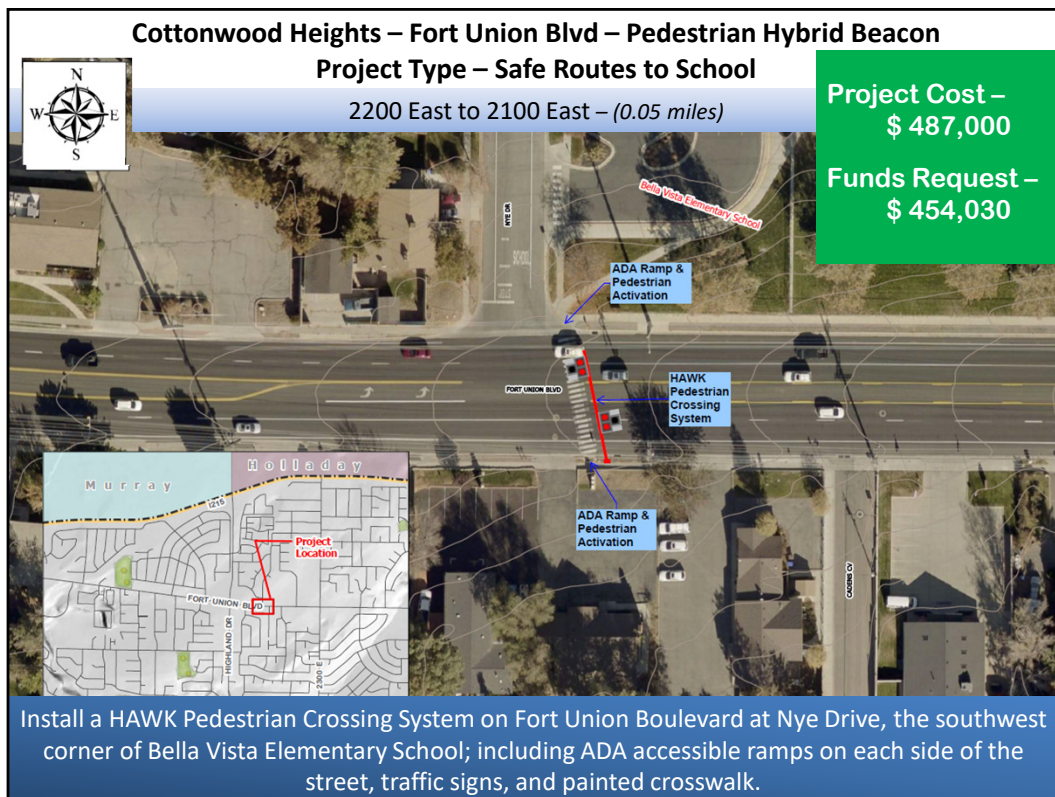 Cottonwood Heights – Fort Union Blvd – Pedestrian Hybrid Beacon
Project Type – Safe Routes to School
2200 East to 2100 East – (0.05 miles)
N
W
E
S
Project Cost –
$ 487,000
Funds Request –
$ 454,030
NYE DR
Bella Vista Elementary School
SCHOOL
ADA Ramp &
Pedestrian
Activation
FORT UNION BLVD
HAWK
Pedestrian
Crossing
System
ADA Ramp &
Pedestrian
Activation
CADENS CV
Murray
Holladay
I215
Project
Location
FORT UNION BLVD
HIGHLAND DR
2300 E
Install a HAWK Pedestrian Crossing System on Fort Union Boulevard at Nye Drive, the southwest
corner of Bella Vista Elementary School; including ADA accessible ramps on each side of the
street, traffic signs, and painted crosswalk.